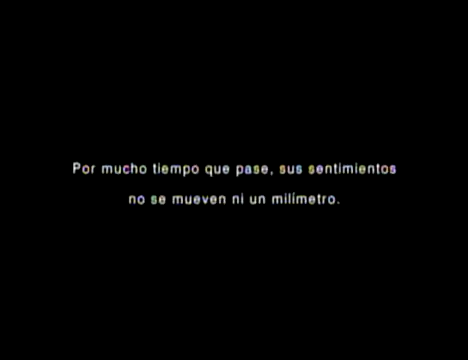 Por mucho tiempo que pase, sus sentimientos
no se mueven ni un milímetro.